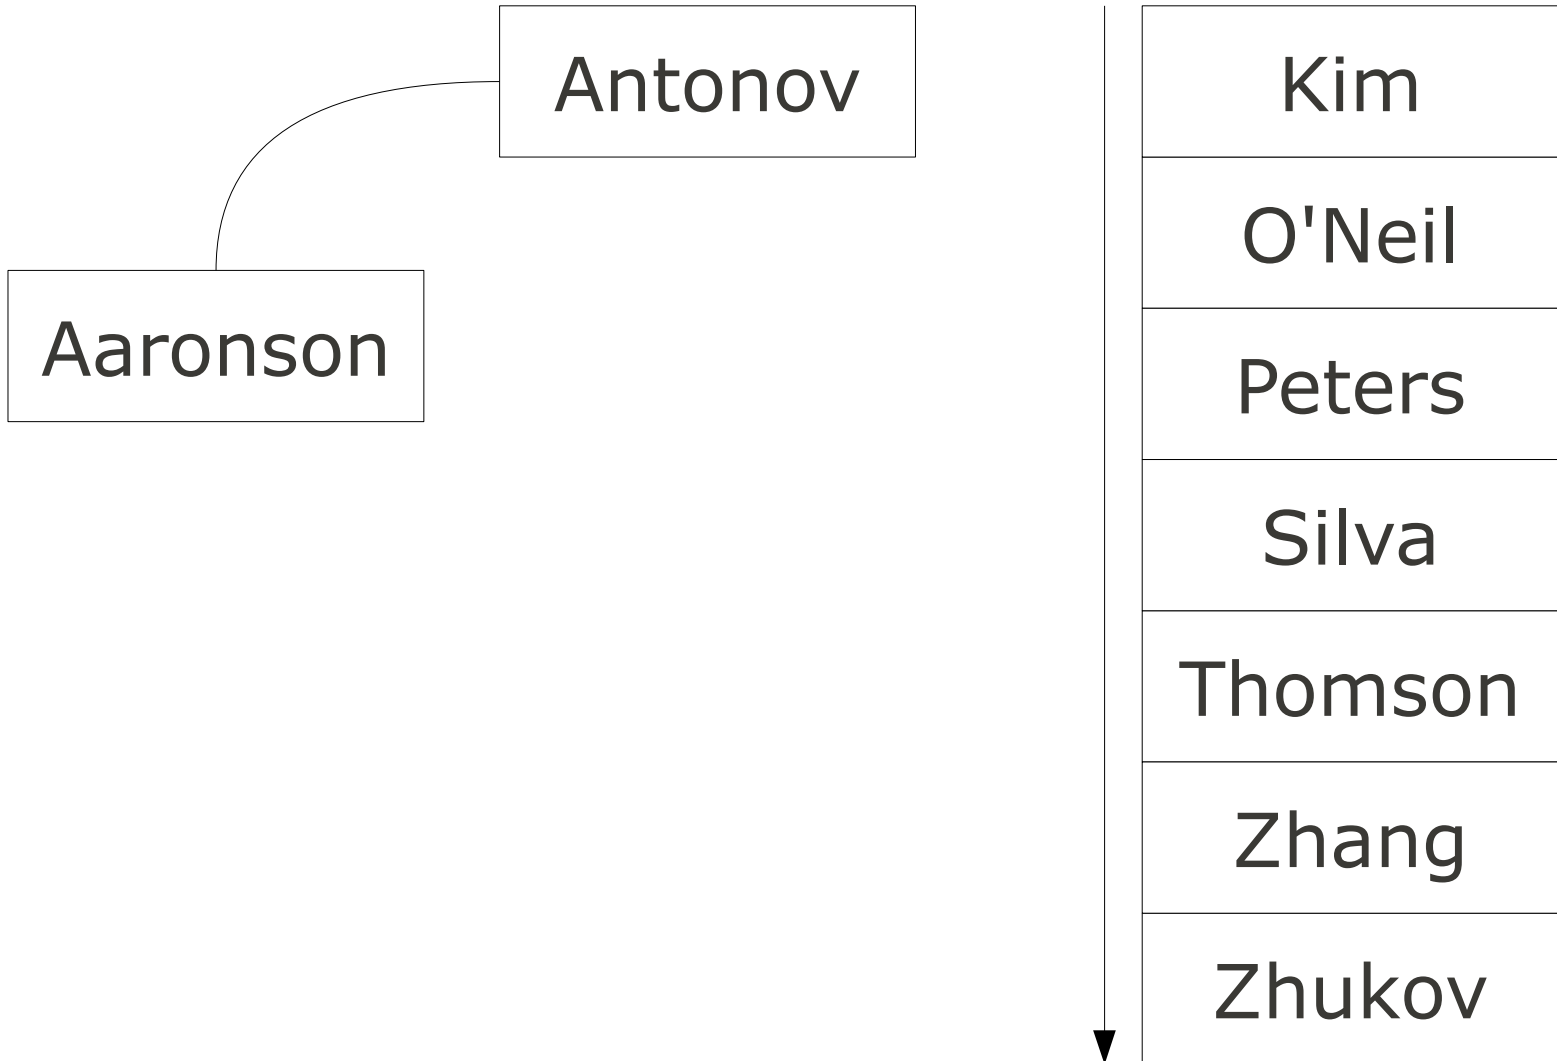 Antonov
Aaronson
Kim
O'Neil
Peters
Silva
Thomson
Zhang
Zhukov